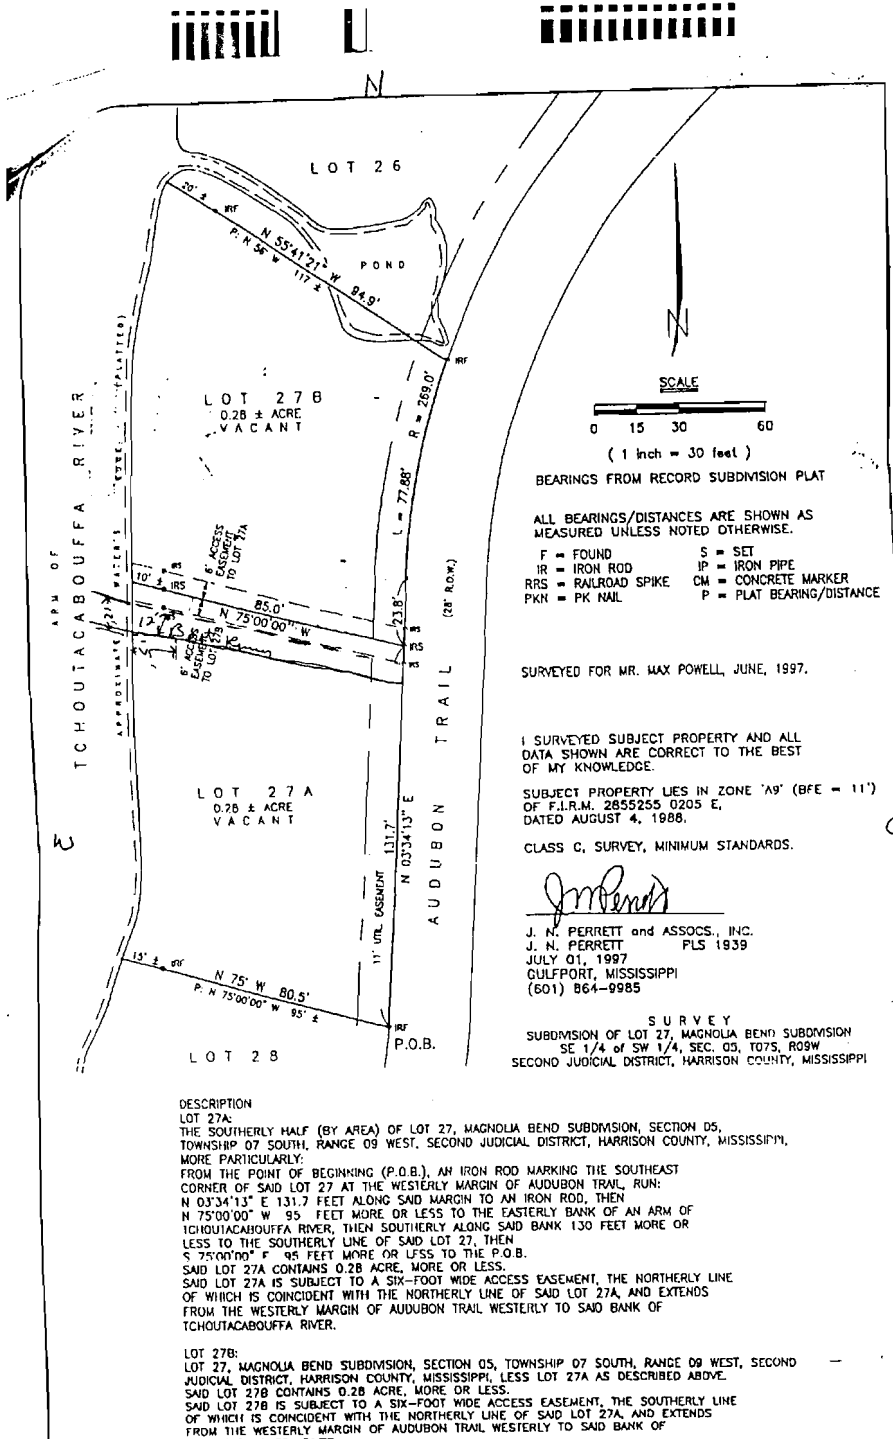 N
LOT 26
20' ±
IRF
N 55°41'21" W 94.9'
P: N 56° W 117 ±
POND
IRF
N
SCALE
0 15 30 60
( 1 inch = 30 feet )
BEARINGS FROM RECORD SUBDIVISION PLAT
ALL BEARINGS/DISTANCES ARE SHOWN AS
MEASURED UNLESS NOTED OTHERWISE.
F = FOUND S = SET
IR = IRON ROD IP = IRON PIPE
RRS = RAILROAD SPIKE CM = CONCRETE MARKER
PKN = PK NAIL P = PLAT BEARING/DISTANCE
LOT 27B
0.28 ± ACRE
VACANT
L = 77.88' R = 269.0'
ARM OF
TCHOUTACABOUFFA RIVER
APPROXIMATE WATER'S EDGE (PLATTED)
6' ACCESS
EASEMENT
TO LOT 27A
IRS
10' ±
IRS
85.0'
N 75°00'00" W
23.8'
IRS
IRS
IRS
6' ACCESS
EASEMENT
TO LOT 27B
AUDUBON TRAIL
(28' R.O.W.)
SURVEYED FOR MR. MAX POWELL, JUNE, 1997.
I SURVEYED SUBJECT PROPERTY AND ALL
DATA SHOWN ARE CORRECT TO THE BEST
OF MY KNOWLEDGE.
SUBJECT PROPERTY LIES IN ZONE 'A9' (BFE = 11')
OF F.I.R.M. 2855255 0205 E,
DATED AUGUST 4, 1988.
CLASS C, SURVEY, MINIMUM STANDARDS.
LOT 27A
0.28 ± ACRE
VACANT
131.7'
N 03°34'13" E
11' UTIL EASEMENT
J. N. PERRETT and ASSOCS., INC.
J. N. PERRETT PLS 1939
JULY 01, 1997
GULFPORT, MISSISSIPPI
(601) 864-9985
15' ±
IRF
N 75° W 80.5'
P: N 75°00'00" W 95' ±
IRF
P.O.B.
LOT 28
SURVEY
SUBDIVISION OF LOT 27, MAGNOLIA BEND SUBDIVISION
SE 1/4 of SW 1/4, SEC. 05, T07S, R09W
SECOND JUDICIAL DISTRICT, HARRISON COUNTY, MISSISSIPPI
DESCRIPTION
LOT 27A:
THE SOUTHERLY HALF (BY AREA) OF LOT 27, MAGNOLIA BEND SUBDIVISION, SECTION 05,
TOWNSHIP 07 SOUTH, RANGE 09 WEST, SECOND JUDICIAL DISTRICT, HARRISON COUNTY, MISSISSIPPI,
MORE PARTICULARLY:
FROM THE POINT OF BEGINNING (P.O.B.), AN IRON ROD MARKING THE SOUTHEAST
CORNER OF SAID LOT 27 AT THE WESTERLY MARGIN OF AUDUBON TRAIL, RUN:
N 03°34'13" E 131.7 FEET ALONG SAID MARGIN TO AN IRON ROD, THEN
N 75°00'00" W 95 FEET MORE OR LESS TO THE EASTERLY BANK OF AN ARM OF
TCHOUTACABOUFFA RIVER, THEN SOUTHERLY ALONG SAID BANK 130 FEET MORE OR
LESS TO THE SOUTHERLY LINE OF SAID LOT 27, THEN
S 75°00'00" E 95 FEET MORE OR LESS TO THE P.O.B.
SAID LOT 27A CONTAINS 0.28 ACRE, MORE OR LESS.
SAID LOT 27A IS SUBJECT TO A SIX-FOOT WIDE ACCESS EASEMENT, THE NORTHERLY LINE
OF WHICH IS COINCIDENT WITH THE NORTHERLY LINE OF SAID LOT 27A, AND EXTENDS
FROM THE WESTERLY MARGIN OF AUDUBON TRAIL WESTERLY TO SAID BANK OF
TCHOUTACABOUFFA RIVER.
LOT 27B:
LOT 27, MAGNOLIA BEND SUBDIVISION, SECTION 05, TOWNSHIP 07 SOUTH, RANGE 09 WEST, SECOND
JUDICIAL DISTRICT, HARRISON COUNTY, MISSISSIPPI, LESS LOT 27A AS DESCRIBED ABOVE.
SAID LOT 27B CONTAINS 0.28 ACRE, MORE OR LESS.
SAID LOT 27B IS SUBJECT TO A SIX-FOOT WIDE ACCESS EASEMENT, THE SOUTHERLY LINE
OF WHICH IS COINCIDENT WITH THE NORTHERLY LINE OF SAID LOT 27A, AND EXTENDS
FROM THE WESTERLY MARGIN OF AUDUBON TRAIL WESTERLY TO SAID BANK OF